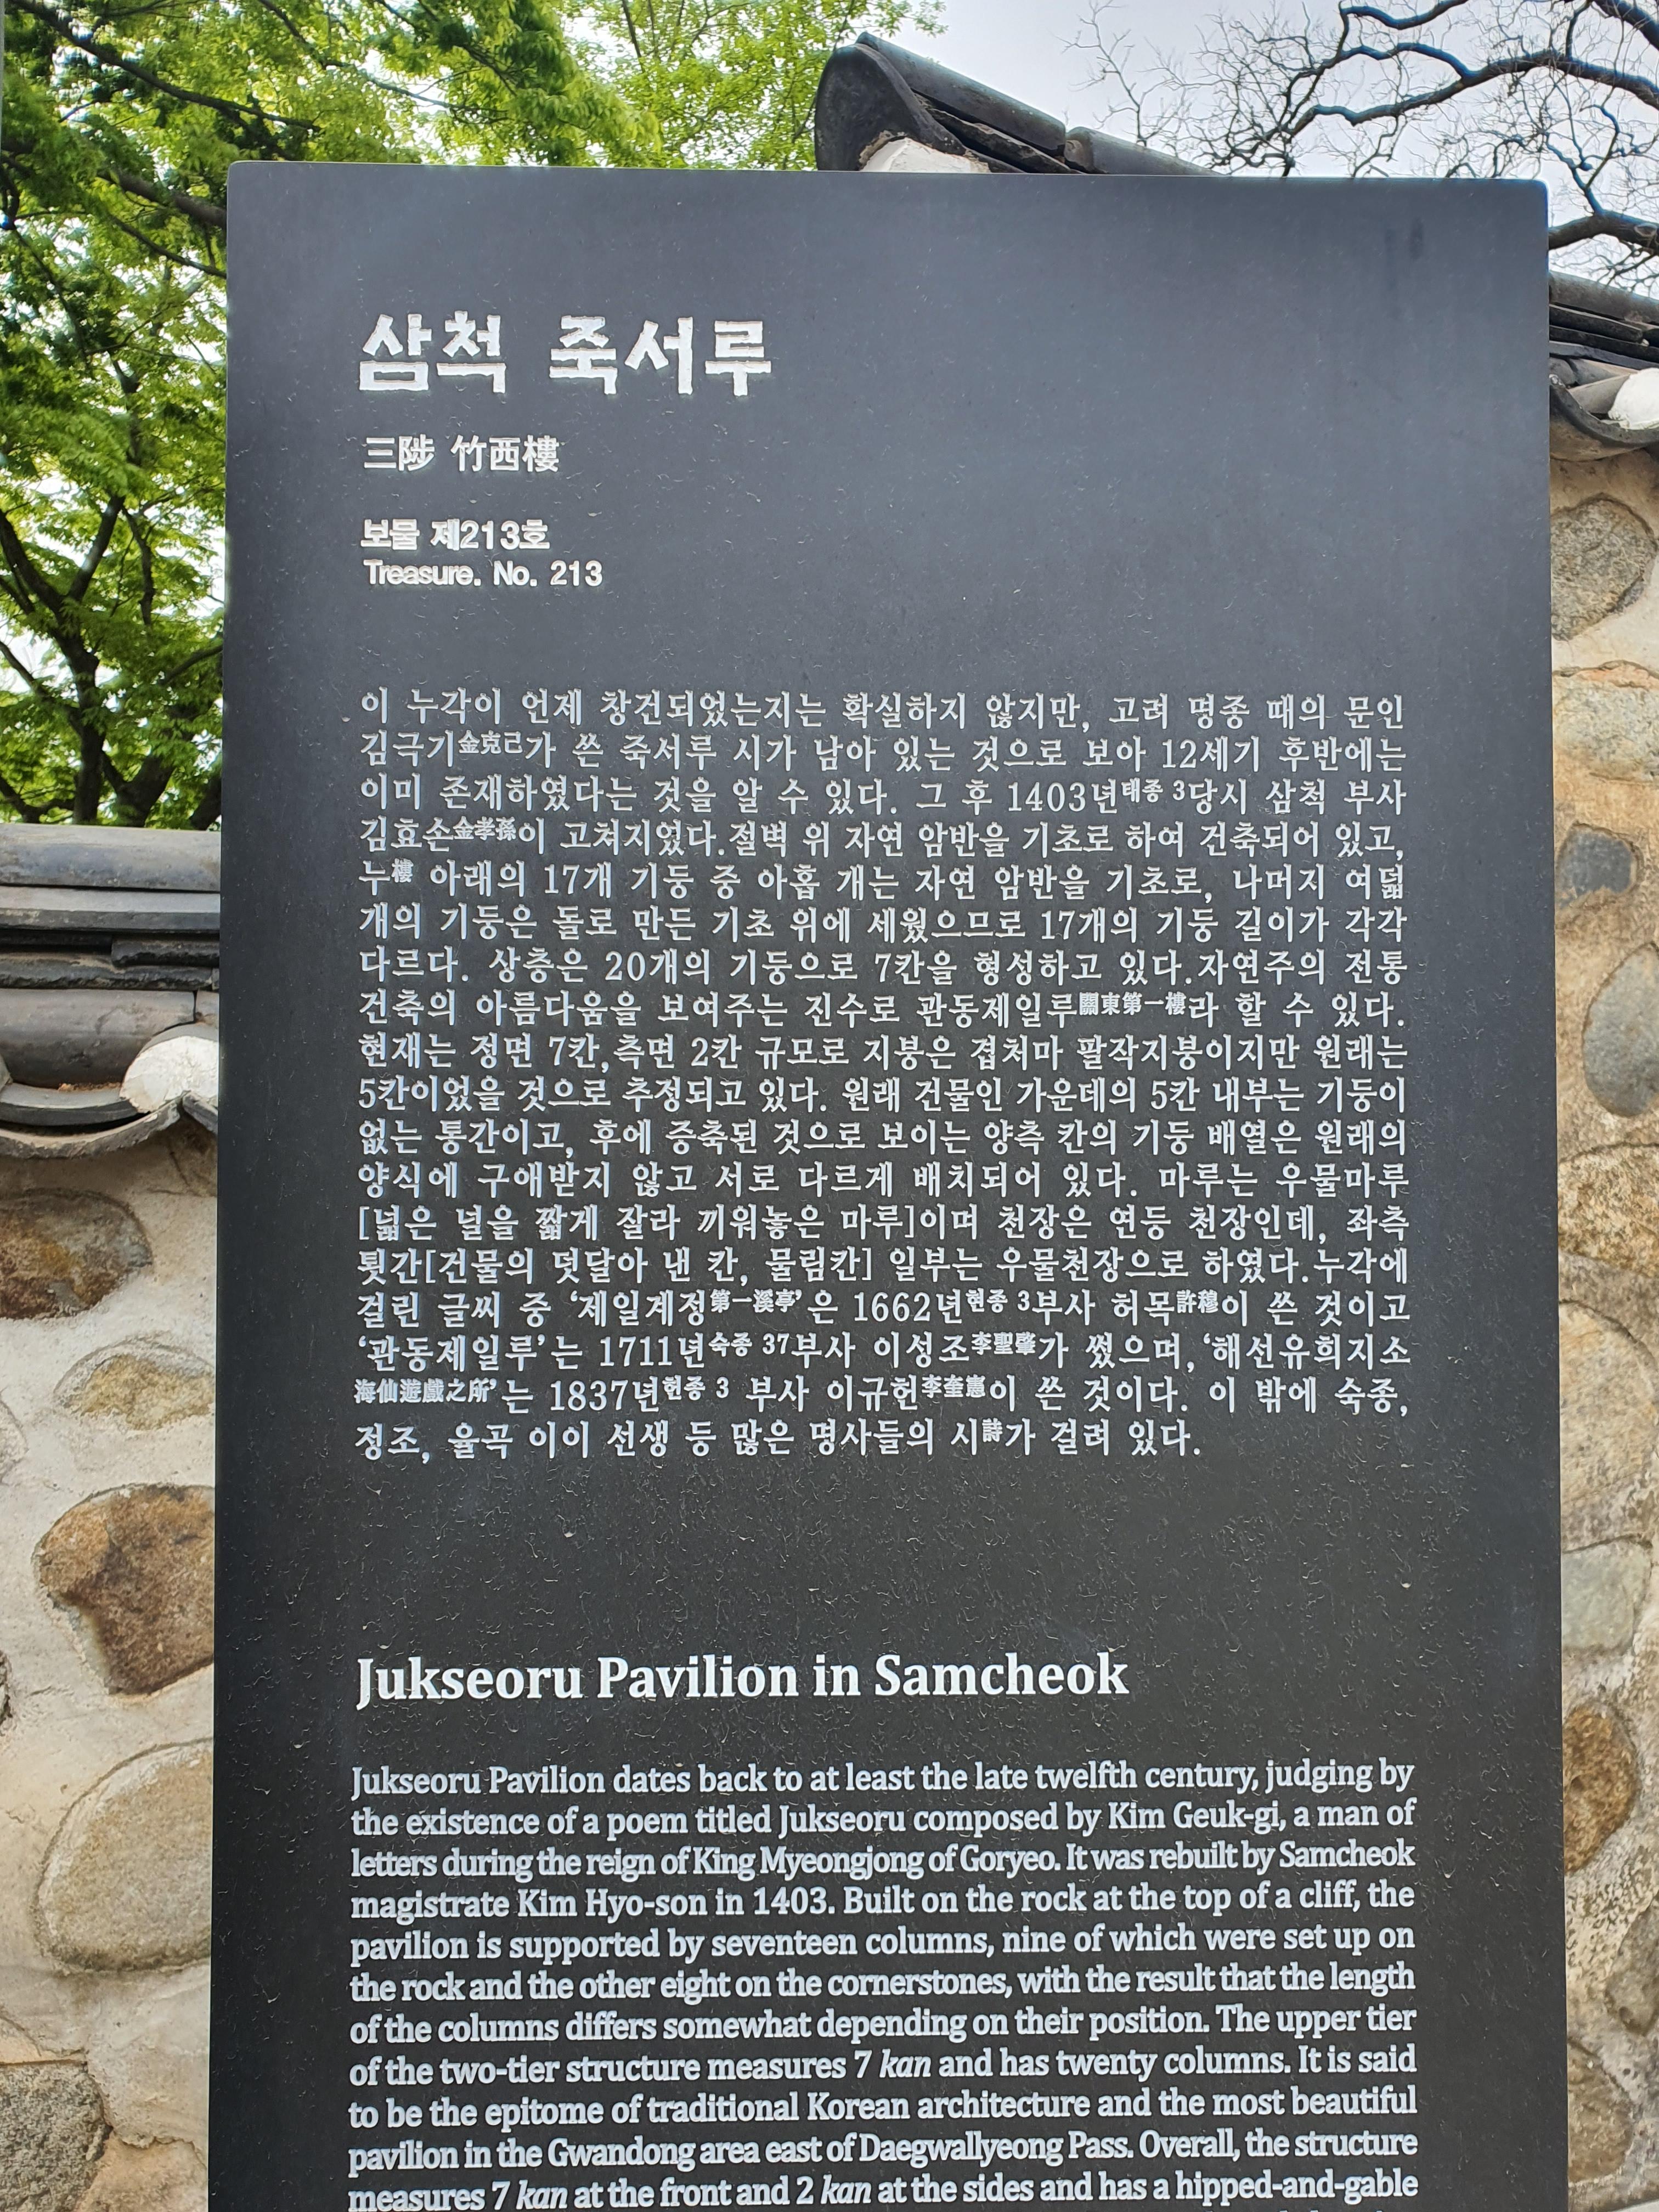 삼척 죽서루
三陟 竹西樓
보물 제213호
Treasure. No. 213
이 누각이 언제 창건되었는지는 확실하지 않지만, 고려 명종 때의 문인
김극기金克己가 쓴 죽서루 시가 남아 있는 것으로 보아 12세기 후반에는
이미 존재하였다는 것을 알 수 있다. 그 후 1403년태종 3당시 삼척 부사
김효손金孝孫이 고쳐지었다.절벽 위 자연 암반을 기초로 하여 건축되어 있고,
누樓 아래의 17개 기둥 중 아홉 개는 자연 암반을 기초로, 나머지 여덟
개의 기둥은 돌로 만든 기초 위에 세웠으므로 17개의 기둥 길이가 각각
다르다. 상층은 20개의 기둥으로 7칸을 형성하고 있다.자연주의 전통
건축의 아름다움을 보여주는 진수로 관동제일루關東第一樓라 할 수 있다.
현재는 정면 7칸,측면 2칸 규모로 지붕은 겹처마 팔작지붕이지만 원래는
5칸이었을 것으로 추정되고 있다. 원래 건물인 가운데의 5칸 내부는 기둥이
없는 통간이고, 후에 증축된 것으로 보이는 양측 칸의 기둥 배열은 원래의
양식에 구애받지 않고 서로 다르게 배치되어 있다. 마루는 우물마루
[넓은 널을 짧게 잘라 끼워놓은 마루]이며 천장은 연등 천장인데, 좌측
툇간[건물의 덧달아 낸 칸, 물림칸] 일부는 우물천장으로 하였다.누각에
걸린 글씨 중 ‘제일계정第一溪亭’은 1662년현종 3부사 허목許穆이 쓴 것이고
‘관동제일루’는 1711년숙종 37부사 이성조李聖肇가 썼으며,‘해선유희지소
海仙遊戲之所’는 1837년헌종 3 부사 이규헌李奎憲이 쓴 것이다. 이 밖에 숙종,
정조, 율곡 이이 선생 등 많은 명사들의 시詩가 걸려 있다.
Jukseoru Pavilion in Samcheok
Jukseoru Pavilion dates back to at least the late twelfth century, judging by
the existence of a poem titled Jukseoru composed by Kim Geuk-gi, a man of
letters during the reign of King Myeongjong of Goryeo. It was rebuilt by Samcheok
magistrate Kim Hyo-son in 1403. Built on the rock at the top of a cliff, the
pavilion is supported by seventeen columns, nine of which were set up on
the rock and the other eight on the cornerstones, with the result that the length
of the columns differs somewhat depending on their position. The upper tier
of the two-tier structure measures 7 kan and has twenty columns. It is said
to be the epitome of traditional Korean architecture and the most beautiful
pavilion in the Gwandong area east of Daegwallyeong Pass. Overall, the structure
measures 7 kan at the front and 2 kan at the sides and has a hipped-and-gable